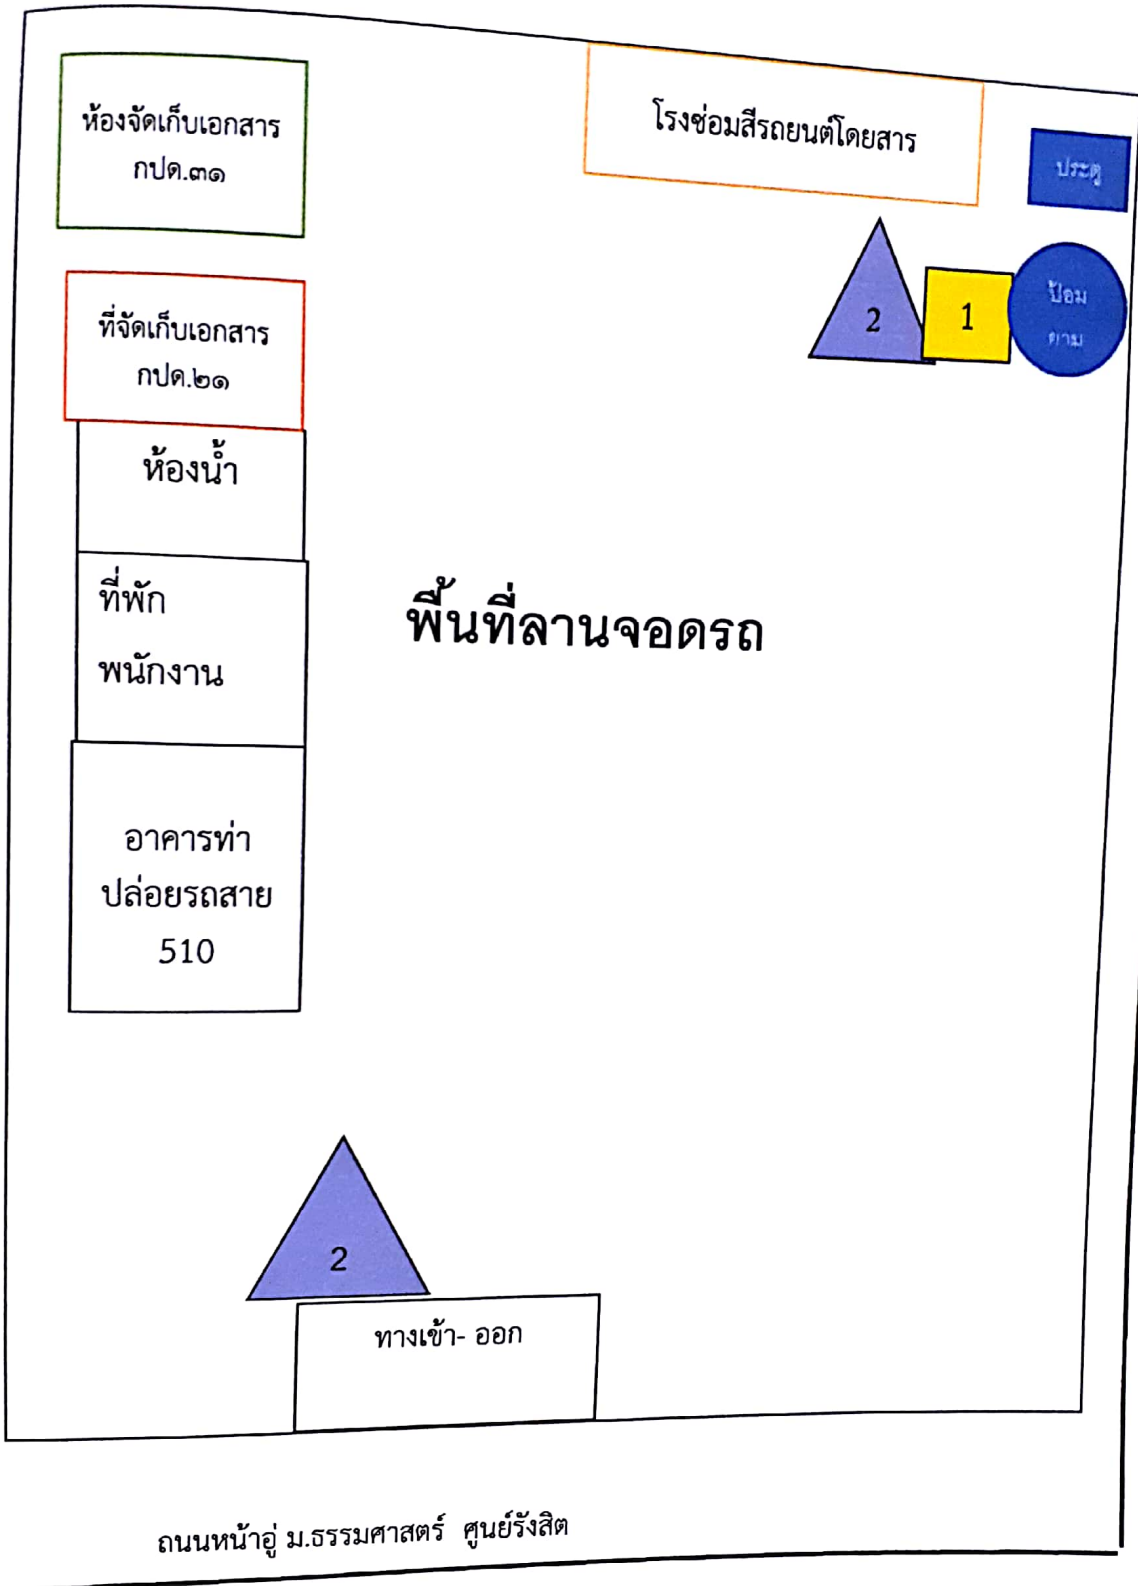 ห้องจัดเก็บเอกสาร
กปด.๓๑
โรงซ่อมสีรถยนต์โดยสาร
ประตู
ที่จัดเก็บเอกสาร
กปด.๒๑
2
1
ป้อม
ยาม
ห้องน้ำ
ที่พัก
พนักงาน
พื้นที่ลานจอดรถ
อาคารท่า
ปล่อยรถสาย
510
2
ทางเข้า- ออก
ถนนหน้าอู่ ม.ธรรมศาสตร์ ศูนย์รังสิต